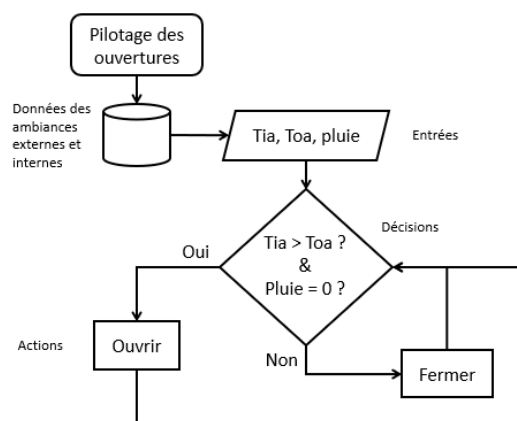 Pilotage des
ouvertures
Données des
ambiances
externes et
internes
Tia, Toa, pluie
Entrées
Décisions
Tia > Toa ?
&
Pluie = 0 ?
Oui
Non
Actions
Ouvrir
Fermer